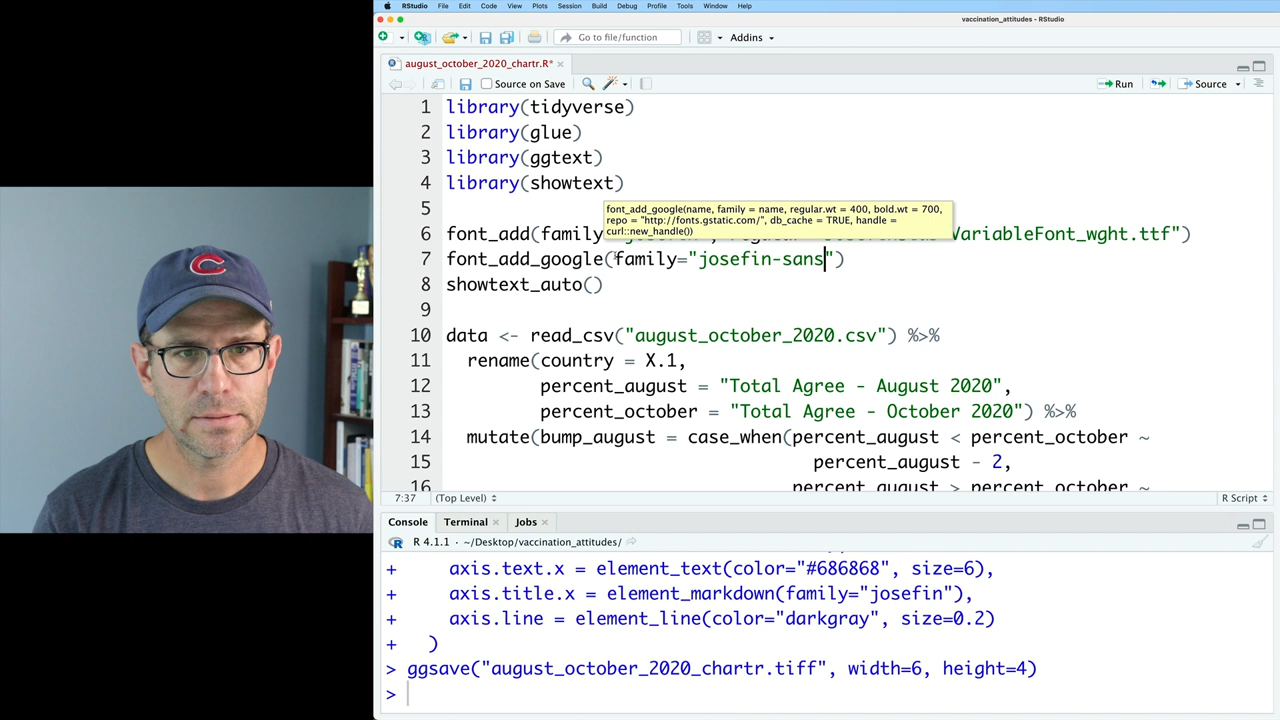 RStudio File Edit Code View Plots Session Build Debug Profile Tools Window Help
vaccination_attitudes - RStudio
Go to file/function Addins
august_october_2020_chartr.R*
Source on Save Run Source
1 library(tidyverse)
2 library(glue)
3 library(ggtext)
4 library(showtext)
5
font_add_google(name, family = name, regular.wt = 400, bold.wt = 700,
repo = "http://fonts.gstatic.com/", db_cache = TRUE, handle =
curl::new_handle())
6 font_add(family VariableFont_wght.ttf")
7 font_add_google(family="josefin-sans")
8 showtext_auto()
9
10 data <- read_csv("august_october_2020.csv") %>%
11 rename(country = X.1,
12 percent_august = "Total Agree - August 2020",
13 percent_october = "Total Agree - October 2020") %>%
14 mutate(bump_august = case_when(percent_august < percent_october ~
15 percent_august - 2,
16 percent_august > percent_october ~
7:37 (Top Level) R Script
Console Terminal Jobs
R 4.1.1 · ~/Desktop/vaccination_attitudes/
+ axis.text.x = element_text(color="#686868", size=6),
+ axis.title.x = element_markdown(family="josefin"),
+ axis.line = element_line(color="darkgray", size=0.2)
+ )
> ggsave("august_october_2020_chartr.tiff", width=6, height=4)
>
C